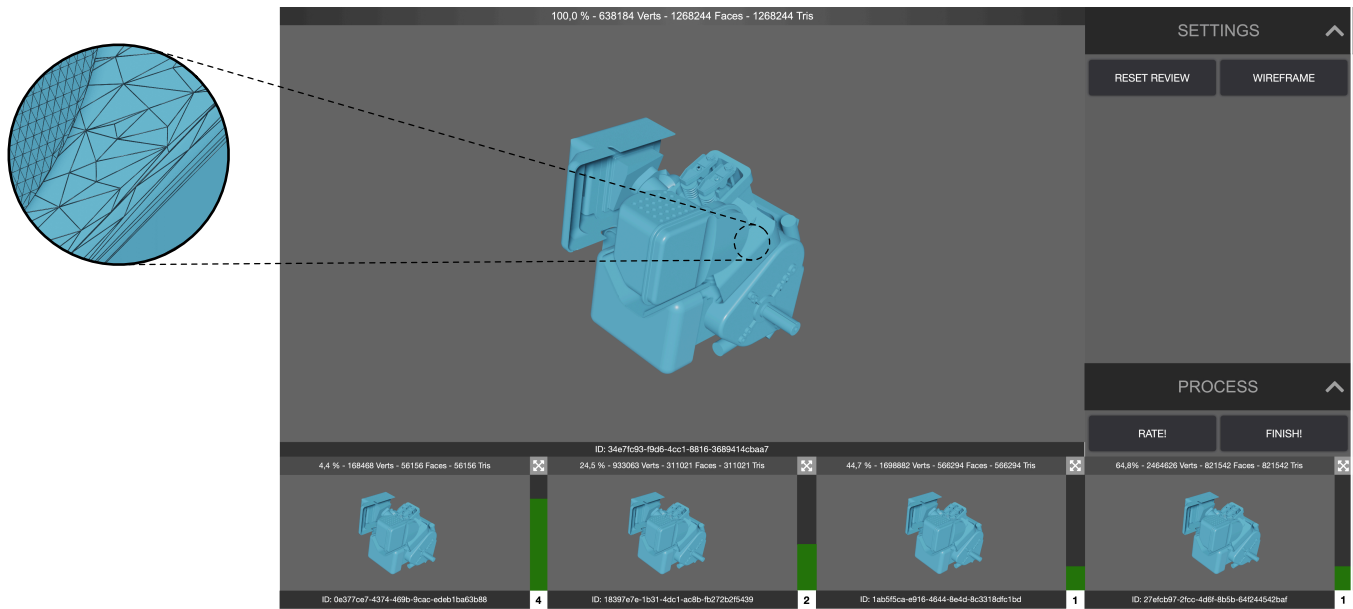 100,0 % - 638184 Verts - 1268244 Faces - 1268244 Tris
SETTINGS
RESET REVIEW
WIREFRAME
PROCESS
RATE!
FINISH!
ID: 34e7fc93-f9d6-4cc1-8816-3689414cbaa7
4,4 % - 168468 Verts - 56156 Faces - 56156 Tris
24,5 % - 933063 Verts - 311021 Faces - 311021 Tris
44,7 % - 1698882 Verts - 566294 Faces - 566294 Tris
64,8% - 2464626 Verts - 821542 Faces - 821542 Tris
ID: 0e377ce7-4374-469b-9cac-edeb1ba63b88
4
ID: 18397e7e-1b31-4dc1-ac8b-fb272b2f5439
2
ID: 1ab5f5ca-e916-4644-8e4d-8c3318dfc1bd
1
ID: 27efcb97-2fcc-4d6f-8b5b-64f244542baf
1